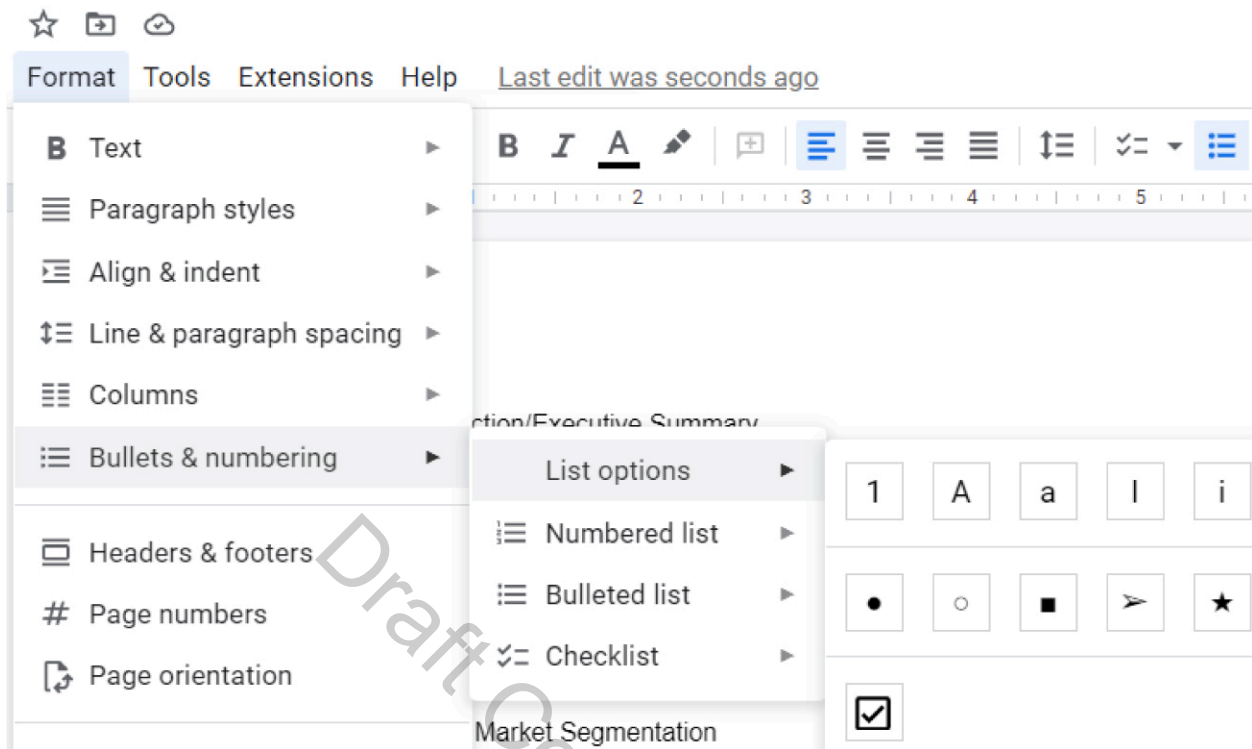 Format Tools Extensions Help Last edit was seconds ago
B Text B I A
Paragraph styles 2 3 4 5
Align & indent
Line & paragraph spacing
Columns
ction/Executive Summary
Bullets & numbering
List options 1 A a I i
Headers & footers Numbered list
Page numbers Bulleted list
Page orientation Checklist
Market Segmentation
Draft